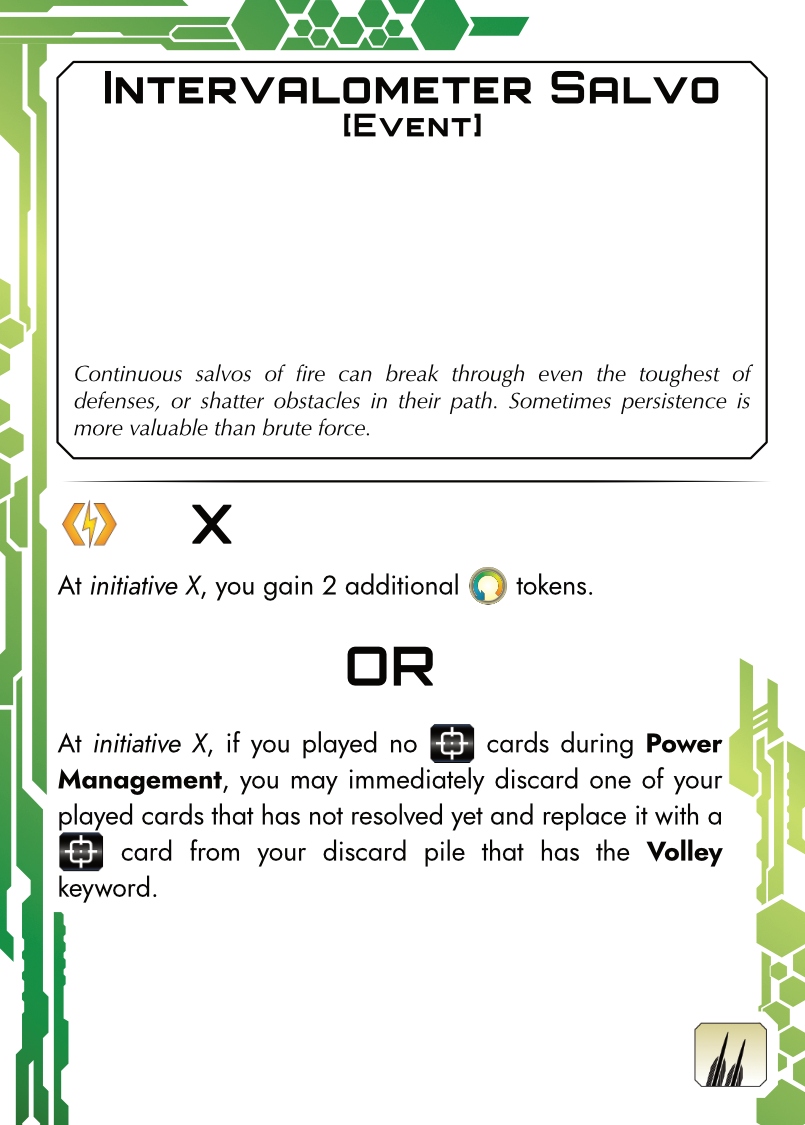 Intervalometer Salvo
[Event]
Continuous salvos of fire can break through even the toughest of
defenses, or shatter obstacles in their path. Sometimes persistence is
more valuable than brute force.
X
At initiative X, you gain 2 additional tokens.
OR
At initiative X, if you played no cards during Power
Management, you may immediately discard one of your
played cards that has not resolved yet and replace it with a
card from your discard pile that has the Volley
keyword.